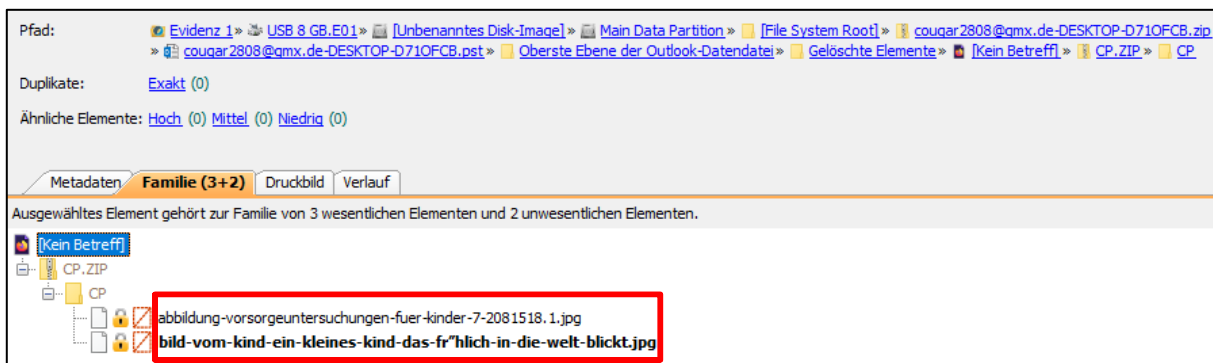 Pfad: Evidenz 1» USB 8 GB.E01» [Unbenanntes Disk-Image]» Main Data Partition» [File System Root]» cougar2808@gmx.de-DESKTOP-D71OFCB.zip
» cougar2808@gmx.de-DESKTOP-D71OFCB.pst» Oberste Ebene der Outlook-Datendatei» Gelöschte Elemente» [Kein Betreff]» CP.ZIP» CP
Duplikate: Exakt (0)
Ähnliche Elemente: Hoch (0) Mittel (0) Niedrig (0)
Metadaten Familie (3+2) Druckbild Verlauf
Ausgewähltes Element gehört zur Familie von 3 wesentlichen Elementen und 2 unwesentlichen Elementen.
[Kein Betreff]
CP.ZIP
CP
abbildung-vorsorgeuntersuchungen-fuer-kinder-7-2081518.1.jpg
bild-vom-kind-ein-kleines-kind-das-fr”hlich-in-die-welt-blickt.jpg